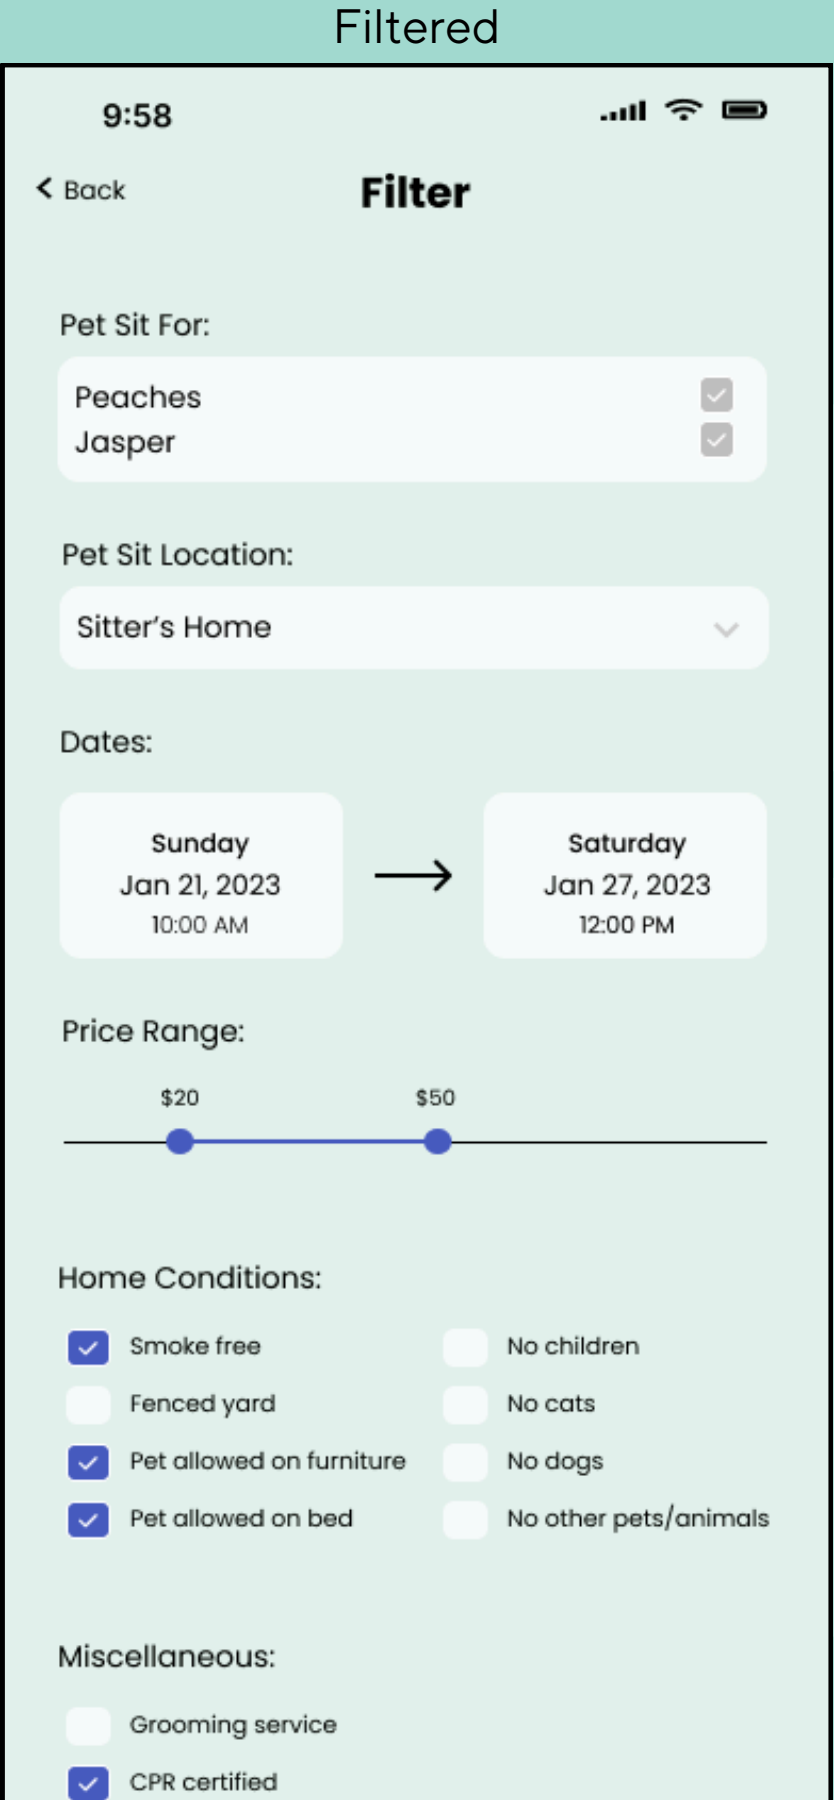 Filtered
9:58
Back
Filter
Pet Sit For:
Peaches
Jasper
Pet Sit Location:
Sitter's Home
Dates:
Sunday
Jan 21, 2023
10:00 AM
Saturday
Jan 27, 2023
12:00 PM
Price Range:
$20
$50
Home Conditions:
Smoke free
No children
Fenced yard
No cats
Pet allowed on furniture
No dogs
Pet allowed on bed
No other pets/animals
Miscellaneous:
Grooming service
CPR certified